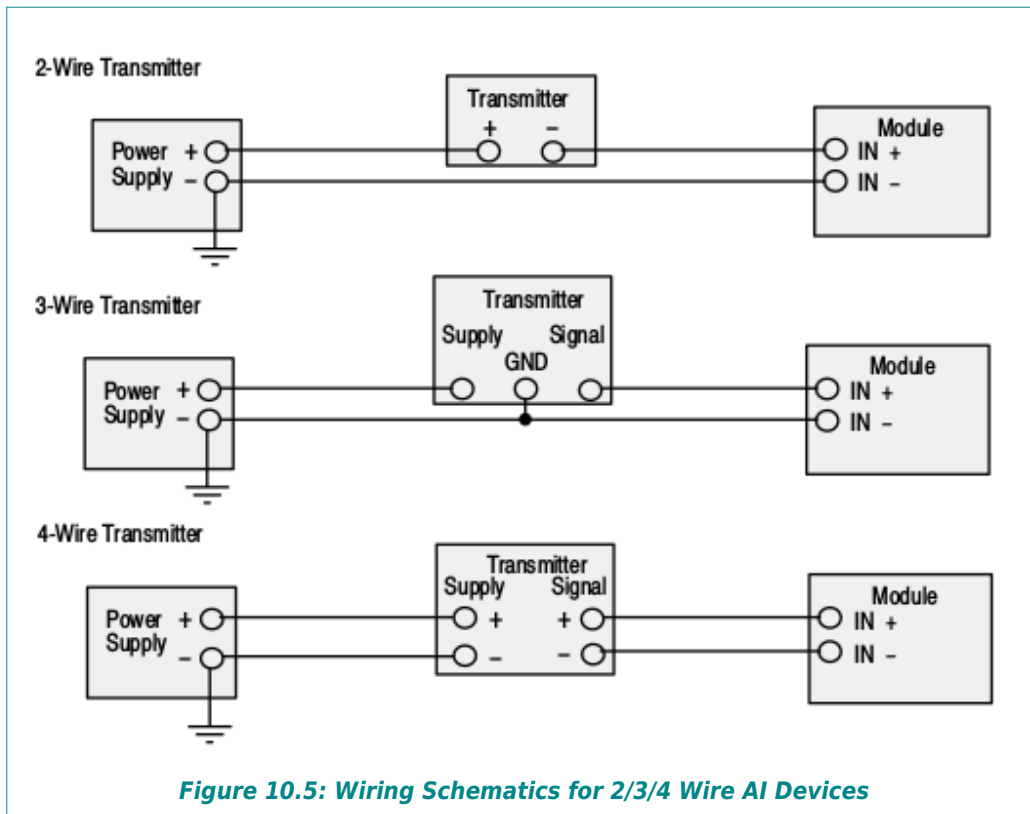 2-Wire Transmitter
Transmitter
+ −
Power +
Supply −
Module
IN +
IN −
3-Wire Transmitter
Transmitter
Supply Signal
GND
Power +
Supply −
Module
IN +
IN −
4-Wire Transmitter
Transmitter
Supply Signal
+ +
− −
Power +
Supply
−
Module
IN +
IN −
Figure 10.5: Wiring Schematics for 2/3/4 Wire AI Devices